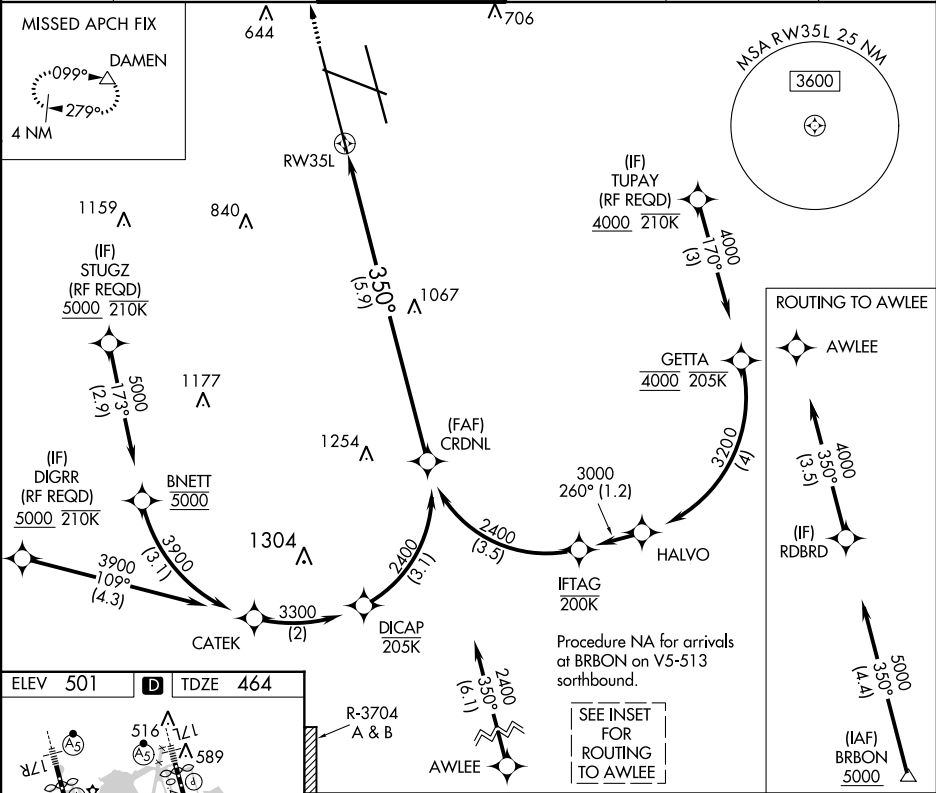 MISSED APCH FIX
DAMEN
099°
279°
4 NM
644
706
MSA RW35L 25 NM
3600
RW35L
(IF)
TUPAY
(RF REQD)
4000 210K
4000
170°
(3)
1159
840
(IF)
STUGZ
(RF REQD)
5000 210K
5000
173°
(2.9)
350°
(5.9)
1067
1177
GETTA
4000 205K
3200
(4)
ROUTING TO AWLEE
AWLEE
4000
350°
(3.5)
(IF)
RDBRD
5000
350°
(4.4)
(IAF)
BRBON
5000
1254
(FAF)
CRDNL
(IF)
DIGRR
(RF REQD)
5000 210K
BNETT
5000
3900
(3.1)
3900
109°
(4.3)
1304
2400
(3.1)
2400
(3.5)
3000
260° (1.2)
HALVO
IFTAG
200K
CATEK
3300
(2)
DICAP
205K
Procedure NA for arrivals
at BRBON on V5-513
sorthbound.
2400
350°
(6.1)
AWLEE
SEE INSET
FOR
ROUTING
TO AWLEE
R-3704
A & B
ELEV 501
D
TDZE 464
516
589
17L
17R
A5
A5
P